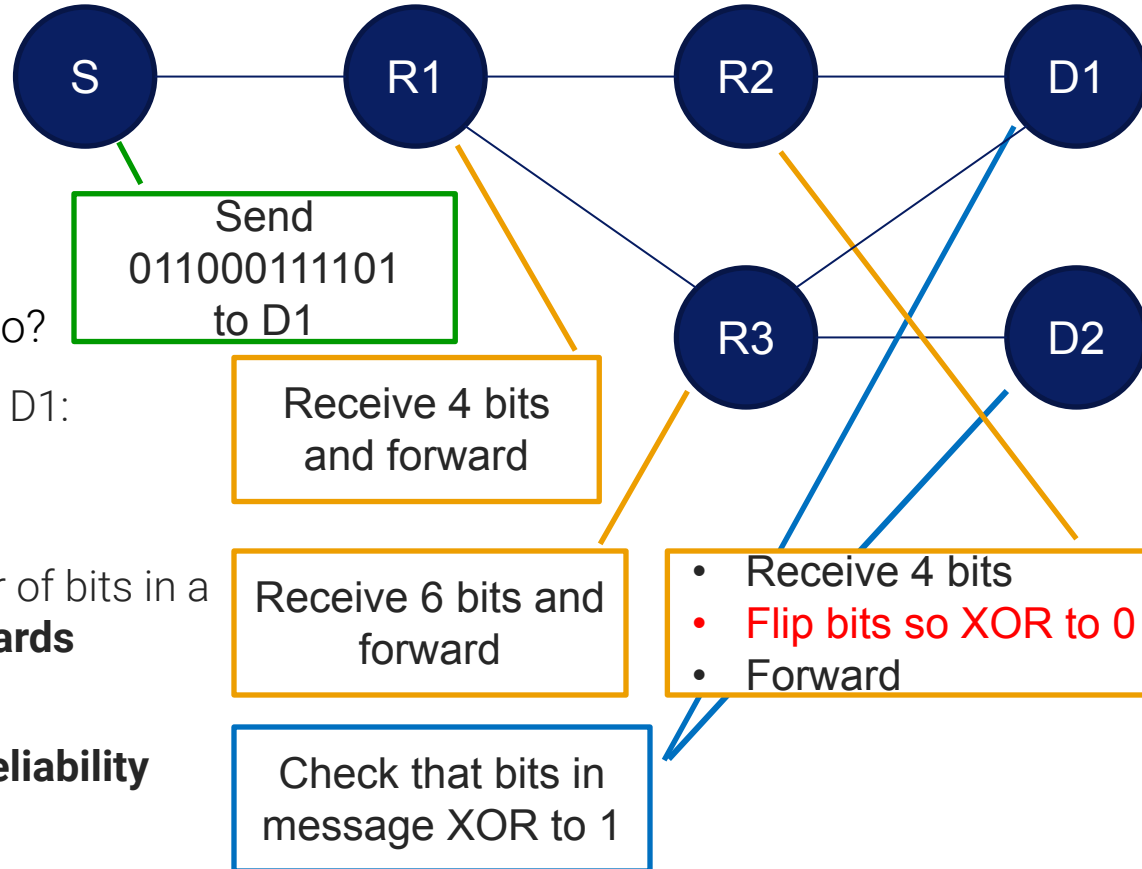 S
R1
R2
D1
Send
011000111101
to D1
o?
R3
D2
D1:
Receive 4 bits
and forward
r of bits in a
ards
Receive 6 bits and
forward
• Receive 4 bits
• Flip bits so XOR to 0
• Forward
eliability
Check that bits in
message XOR to 1